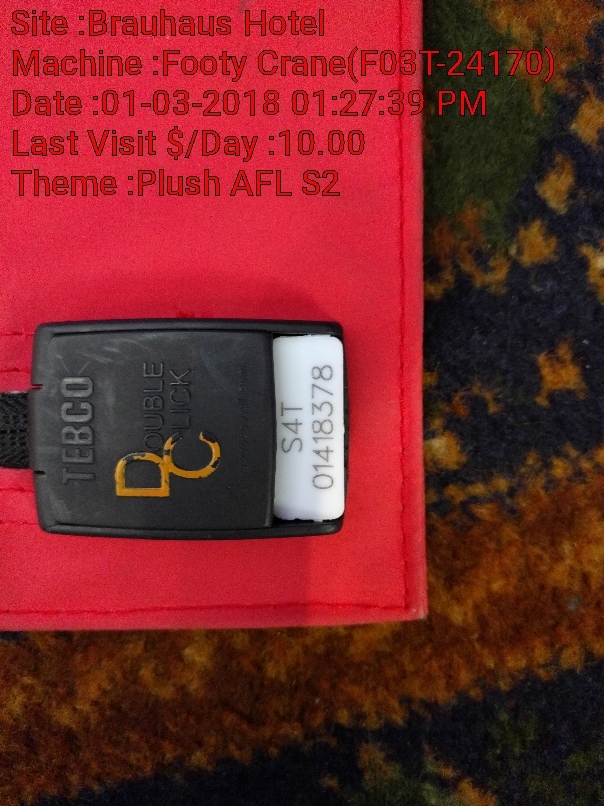 Site :Brauhaus Hotel
Machine :Footy Crane(F03T-24170)
Date :01-03-2018 01:27:39 PM
Last Visit $/Day :10.00
Theme :Plush AFL S2
TEBCO
DOUBLE
CLICK
S4T
01418378